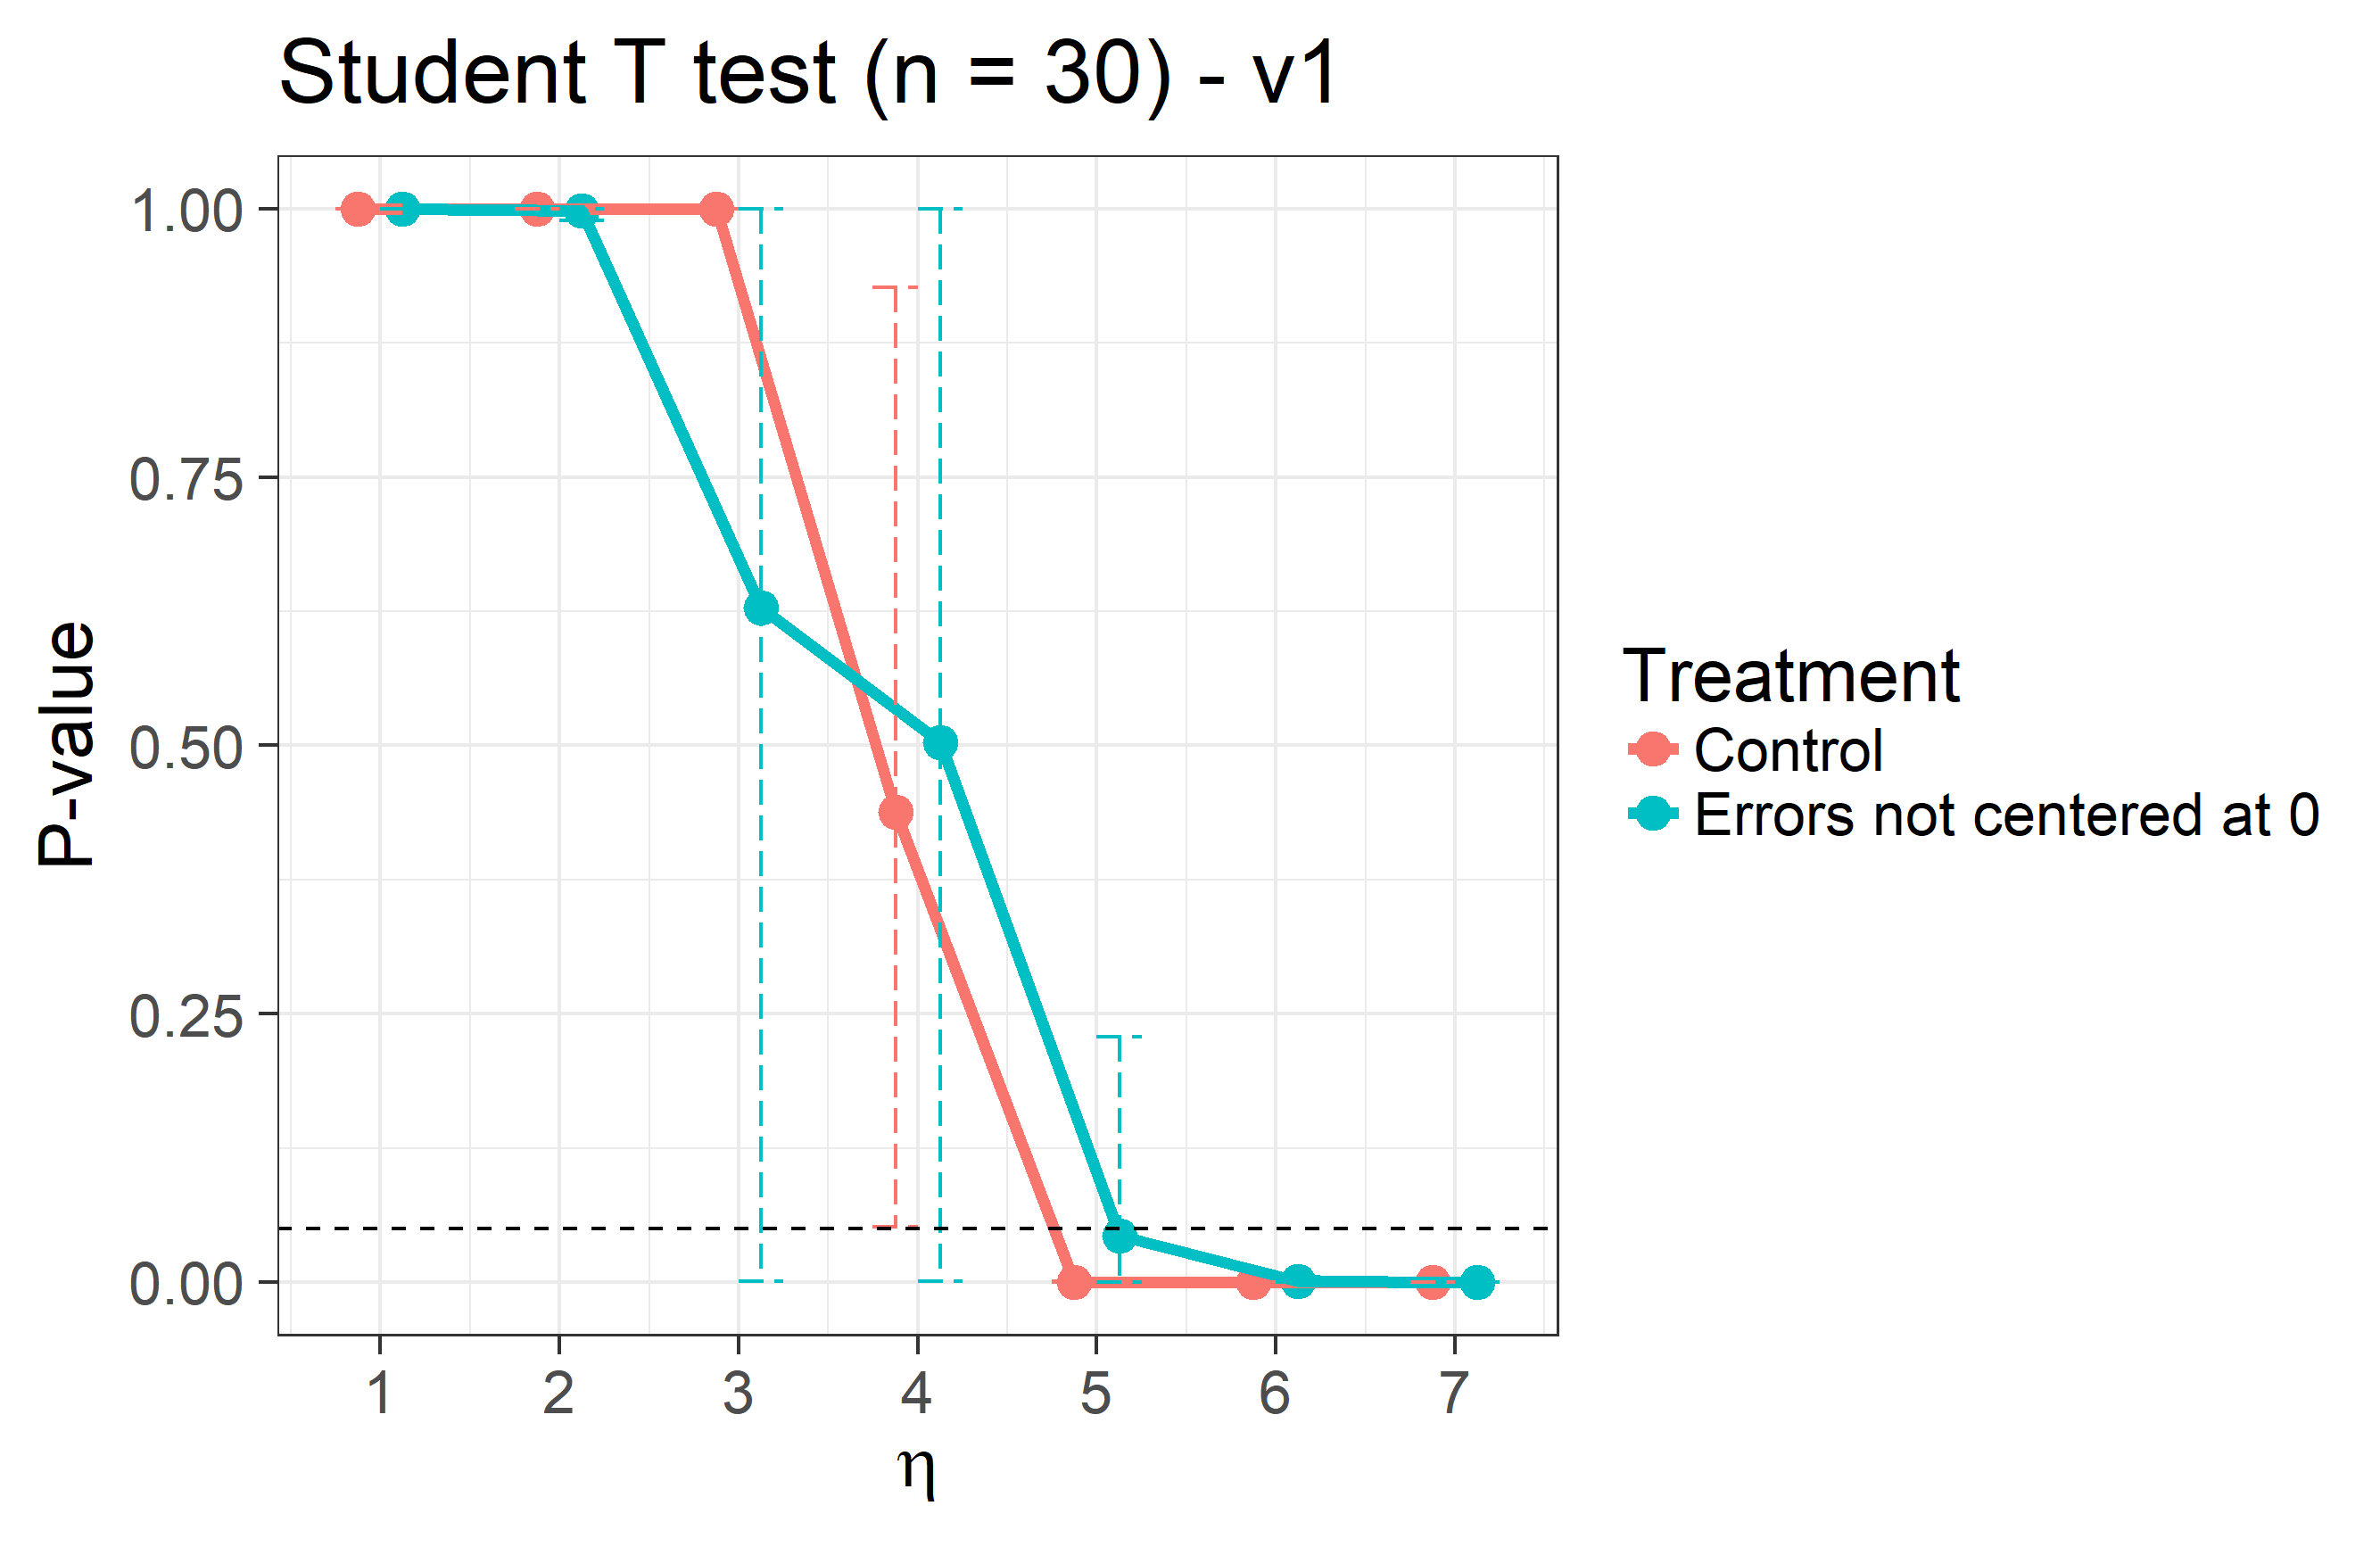 Student T test (n = 30) - v1
P-value
1.00
0.75
0.50
0.25
0.00
1 2 3 4 5 6 7
η
Treatment
Control
Errors not centered at 0